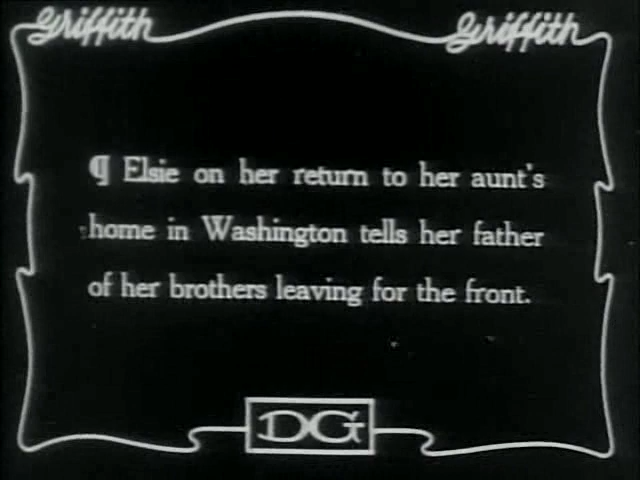 Griffith Griffith
¶ Elsie on her return to her aunt's
home in Washington tells her father
of her brothers leaving for the front.
DG